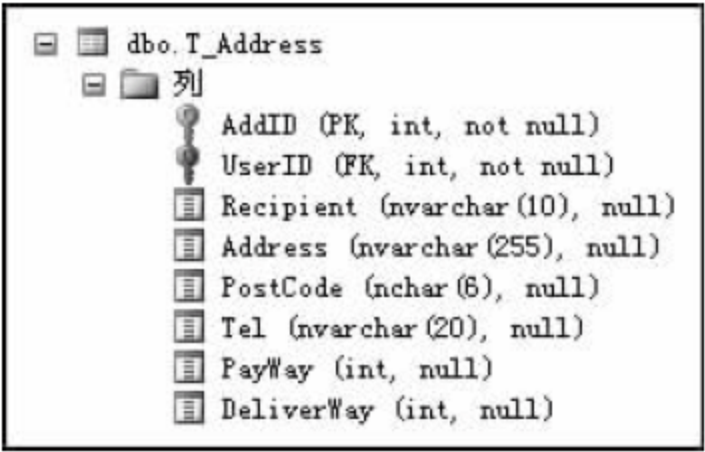 dbo.T_Address
列
AddID (PK, int, not null)
UserID (FK, int, not null)
Recipient (nvarchar(10), null)
Address (nvarchar(255), null)
PostCode (nchar(6), null)
Tel (nvarchar(20), null)
PayWay (int, null)
DeliverWay (int, null)